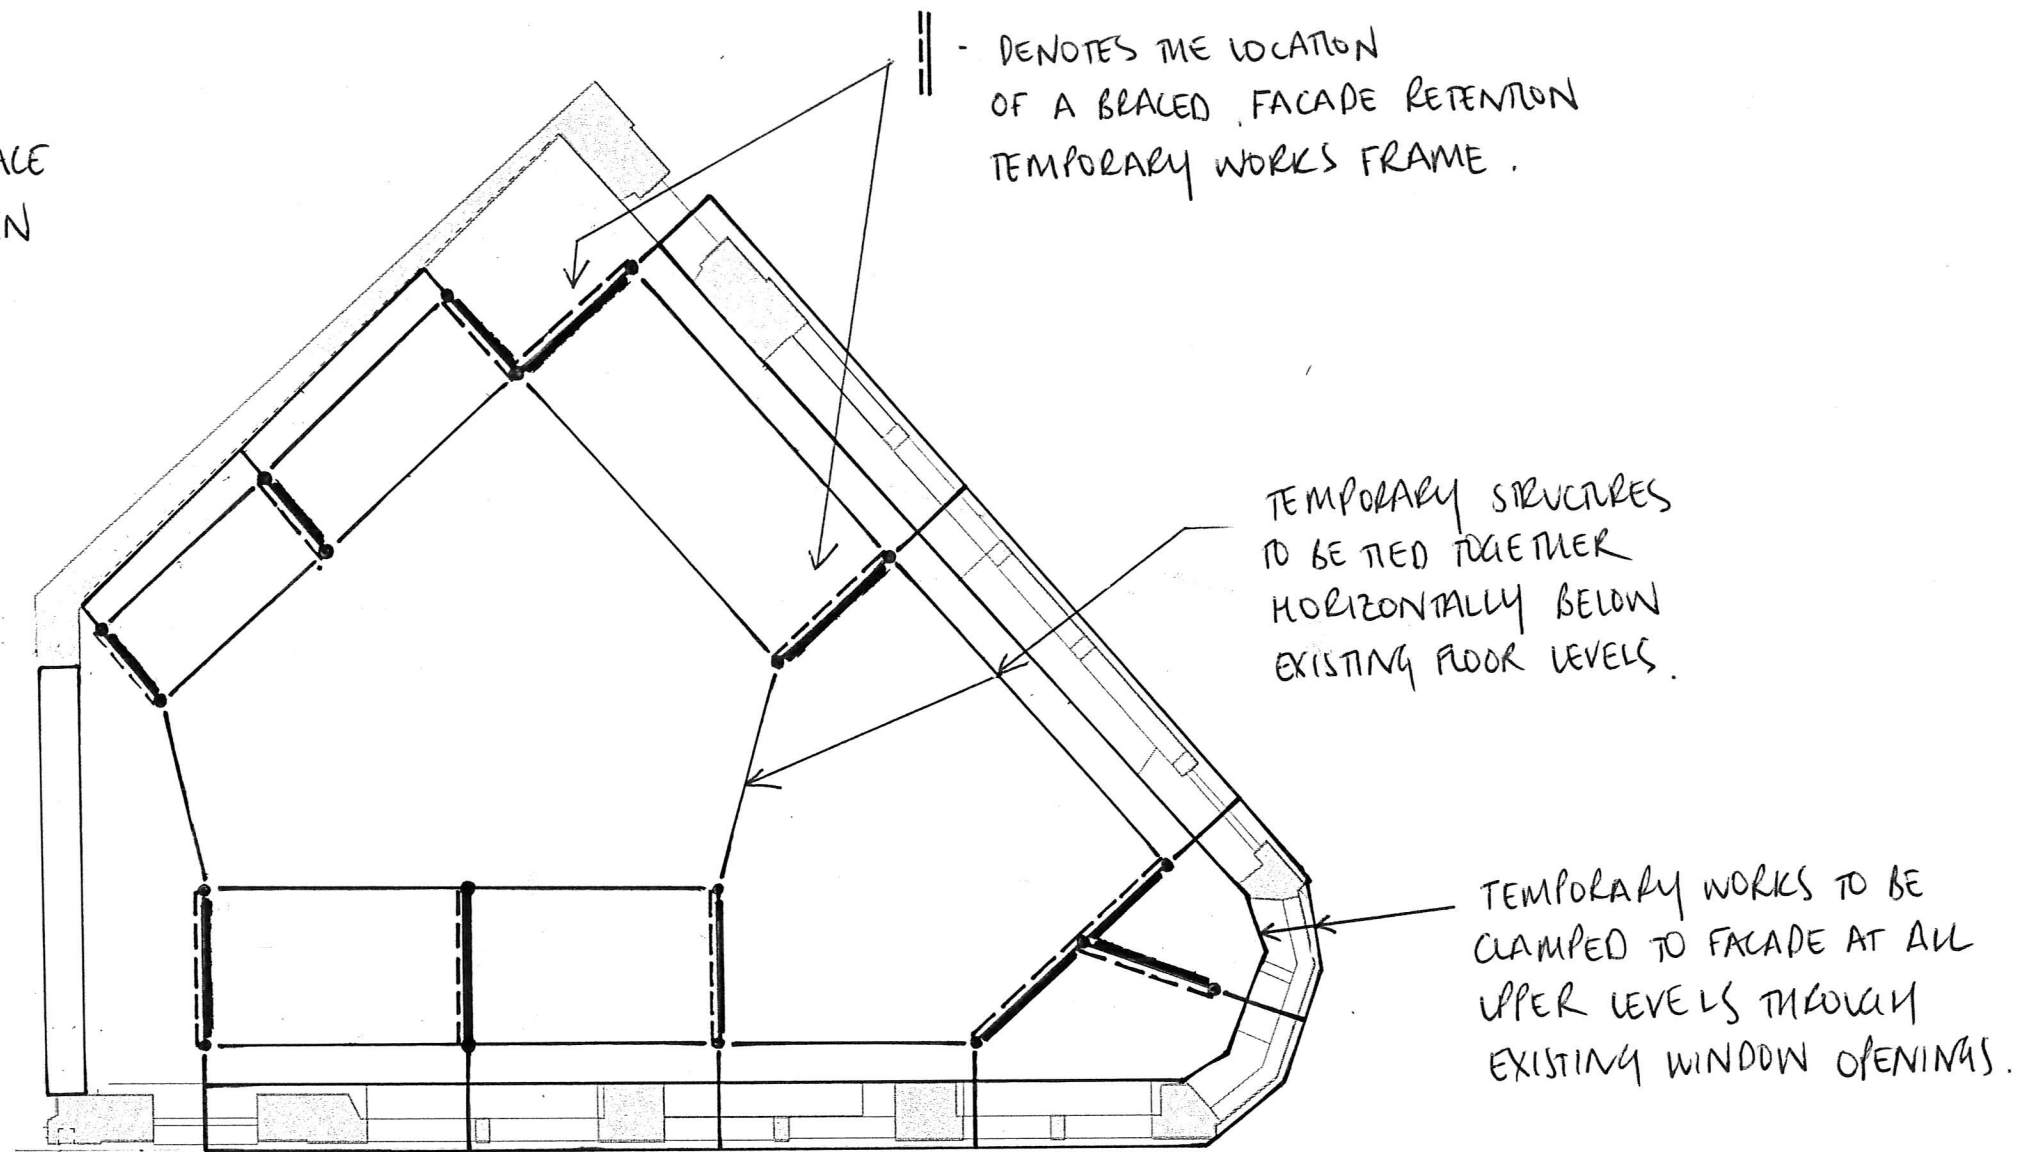 ALE
N
- DENOTES THE LOCATION
OF A BRACED FACADE RETENTION
TEMPORARY WORKS FRAME.
TEMPORARY STRUCTURES
TO BE TIED TOGETHER
HORIZONTALLY BELOW
EXISTING FLOOR LEVELS.
TEMPORARY WORKS TO BE
CLAMPED TO FACADE AT ALL
UPPER LEVELS THROUGH
EXISTING WINDOW OPENINGS.